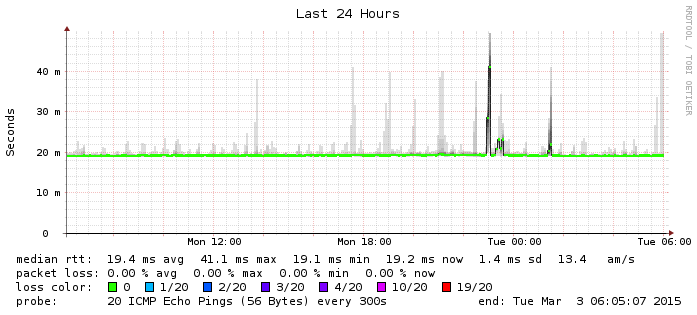 Last 24 Hours
RRDTOOL / TOBI OETIKER
Seconds
40 m
30 m
20 m
10 m
0
Mon 12:00 Mon 18:00 Tue 00:00 Tue 06:00
median rtt: 19.4 ms avg 41.1 ms max 19.1 ms min 19.2 ms now 1.4 ms sd 13.4 am/s
packet loss: 0.00 % avg 0.00 % max 0.00 % min 0.00 % now
loss color: 0 1/20 2/20 3/20 4/20 10/20 19/20
probe: 20 ICMP Echo Pings (56 Bytes) every 300s end: Tue Mar 3 06:05:07 2015